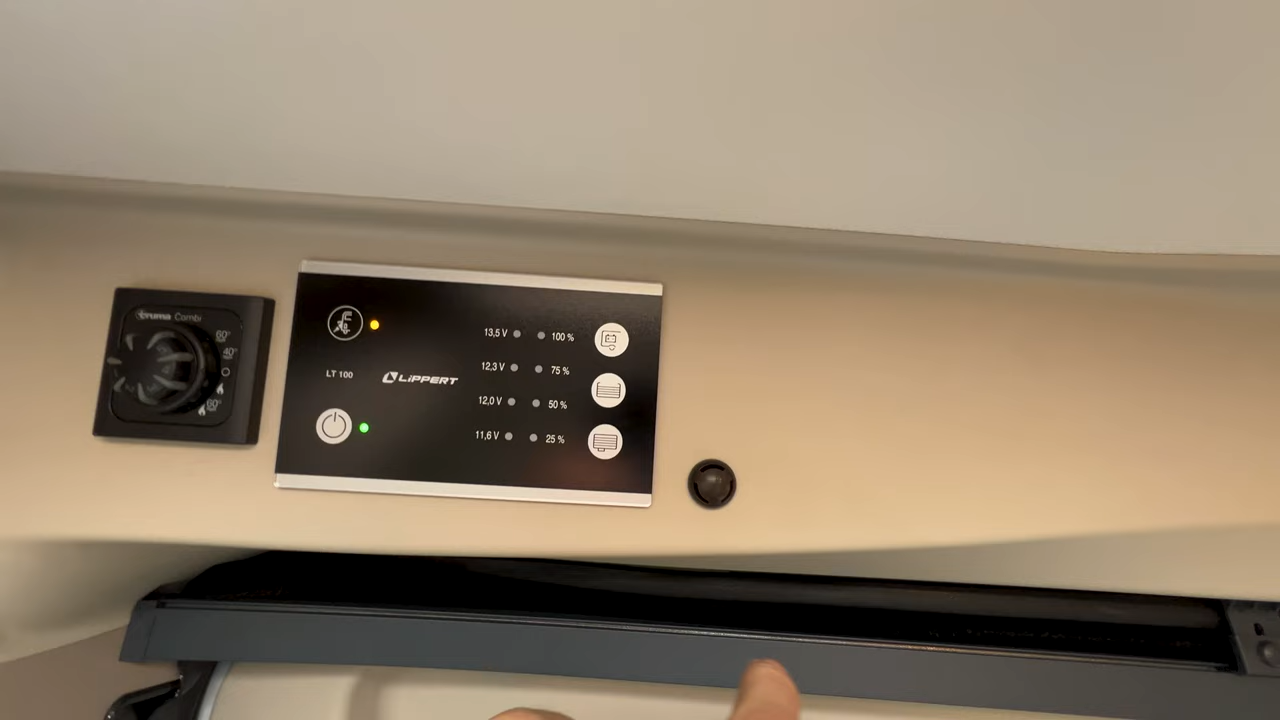 truma Combi
60°
40°
60°
LT 100
LIPPERT
13,5 V
100 %
12,3 V
75 %
12,0 V
50 %
11,6 V
25 %